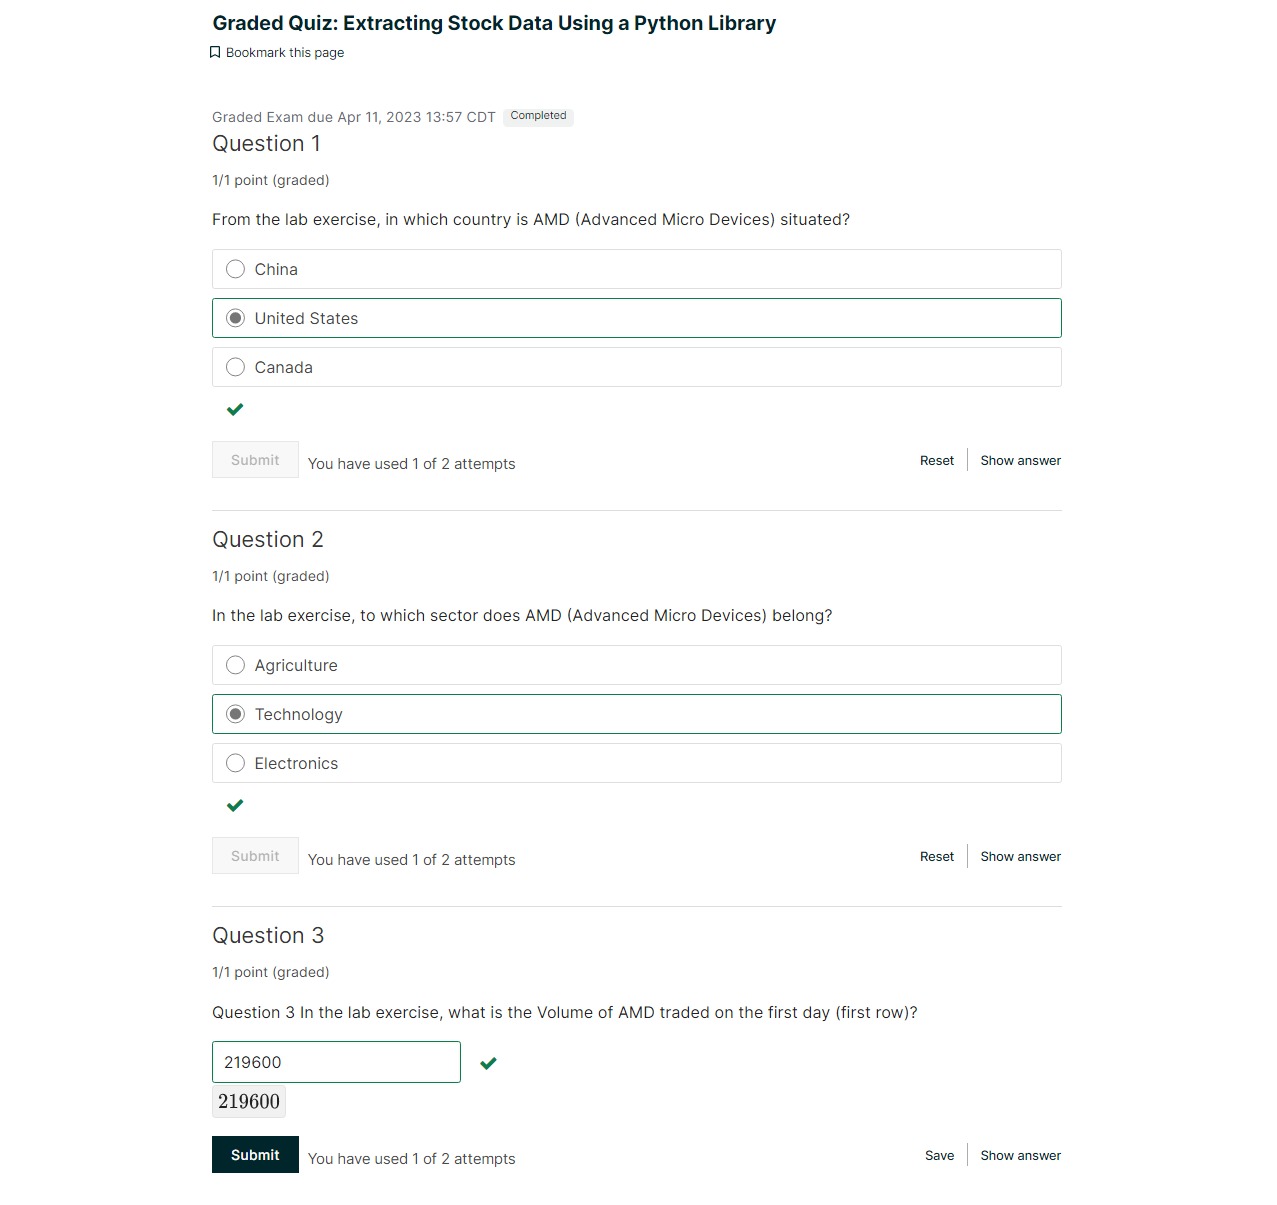 Graded Quiz: Extracting Stock Data Using a Python Library
Bookmark this page
Graded Exam due Apr 11, 2023 13:57 CDT Completed
Question 1
1/1 point (graded)
From the lab exercise, in which country is AMD (Advanced Micro Devices) situated?
China
United States
Canada
Submit You have used 1 of 2 attempts Reset Show answer
Question 2
1/1 point (graded)
In the lab exercise, to which sector does AMD (Advanced Micro Devices) belong?
Agriculture
Technology
Electronics
Submit You have used 1 of 2 attempts Reset Show answer
Question 3
1/1 point (graded)
Question 3 In the lab exercise, what is the Volume of AMD traded on the first day (first row)?
219600
219600
Submit You have used 1 of 2 attempts Save Show answer